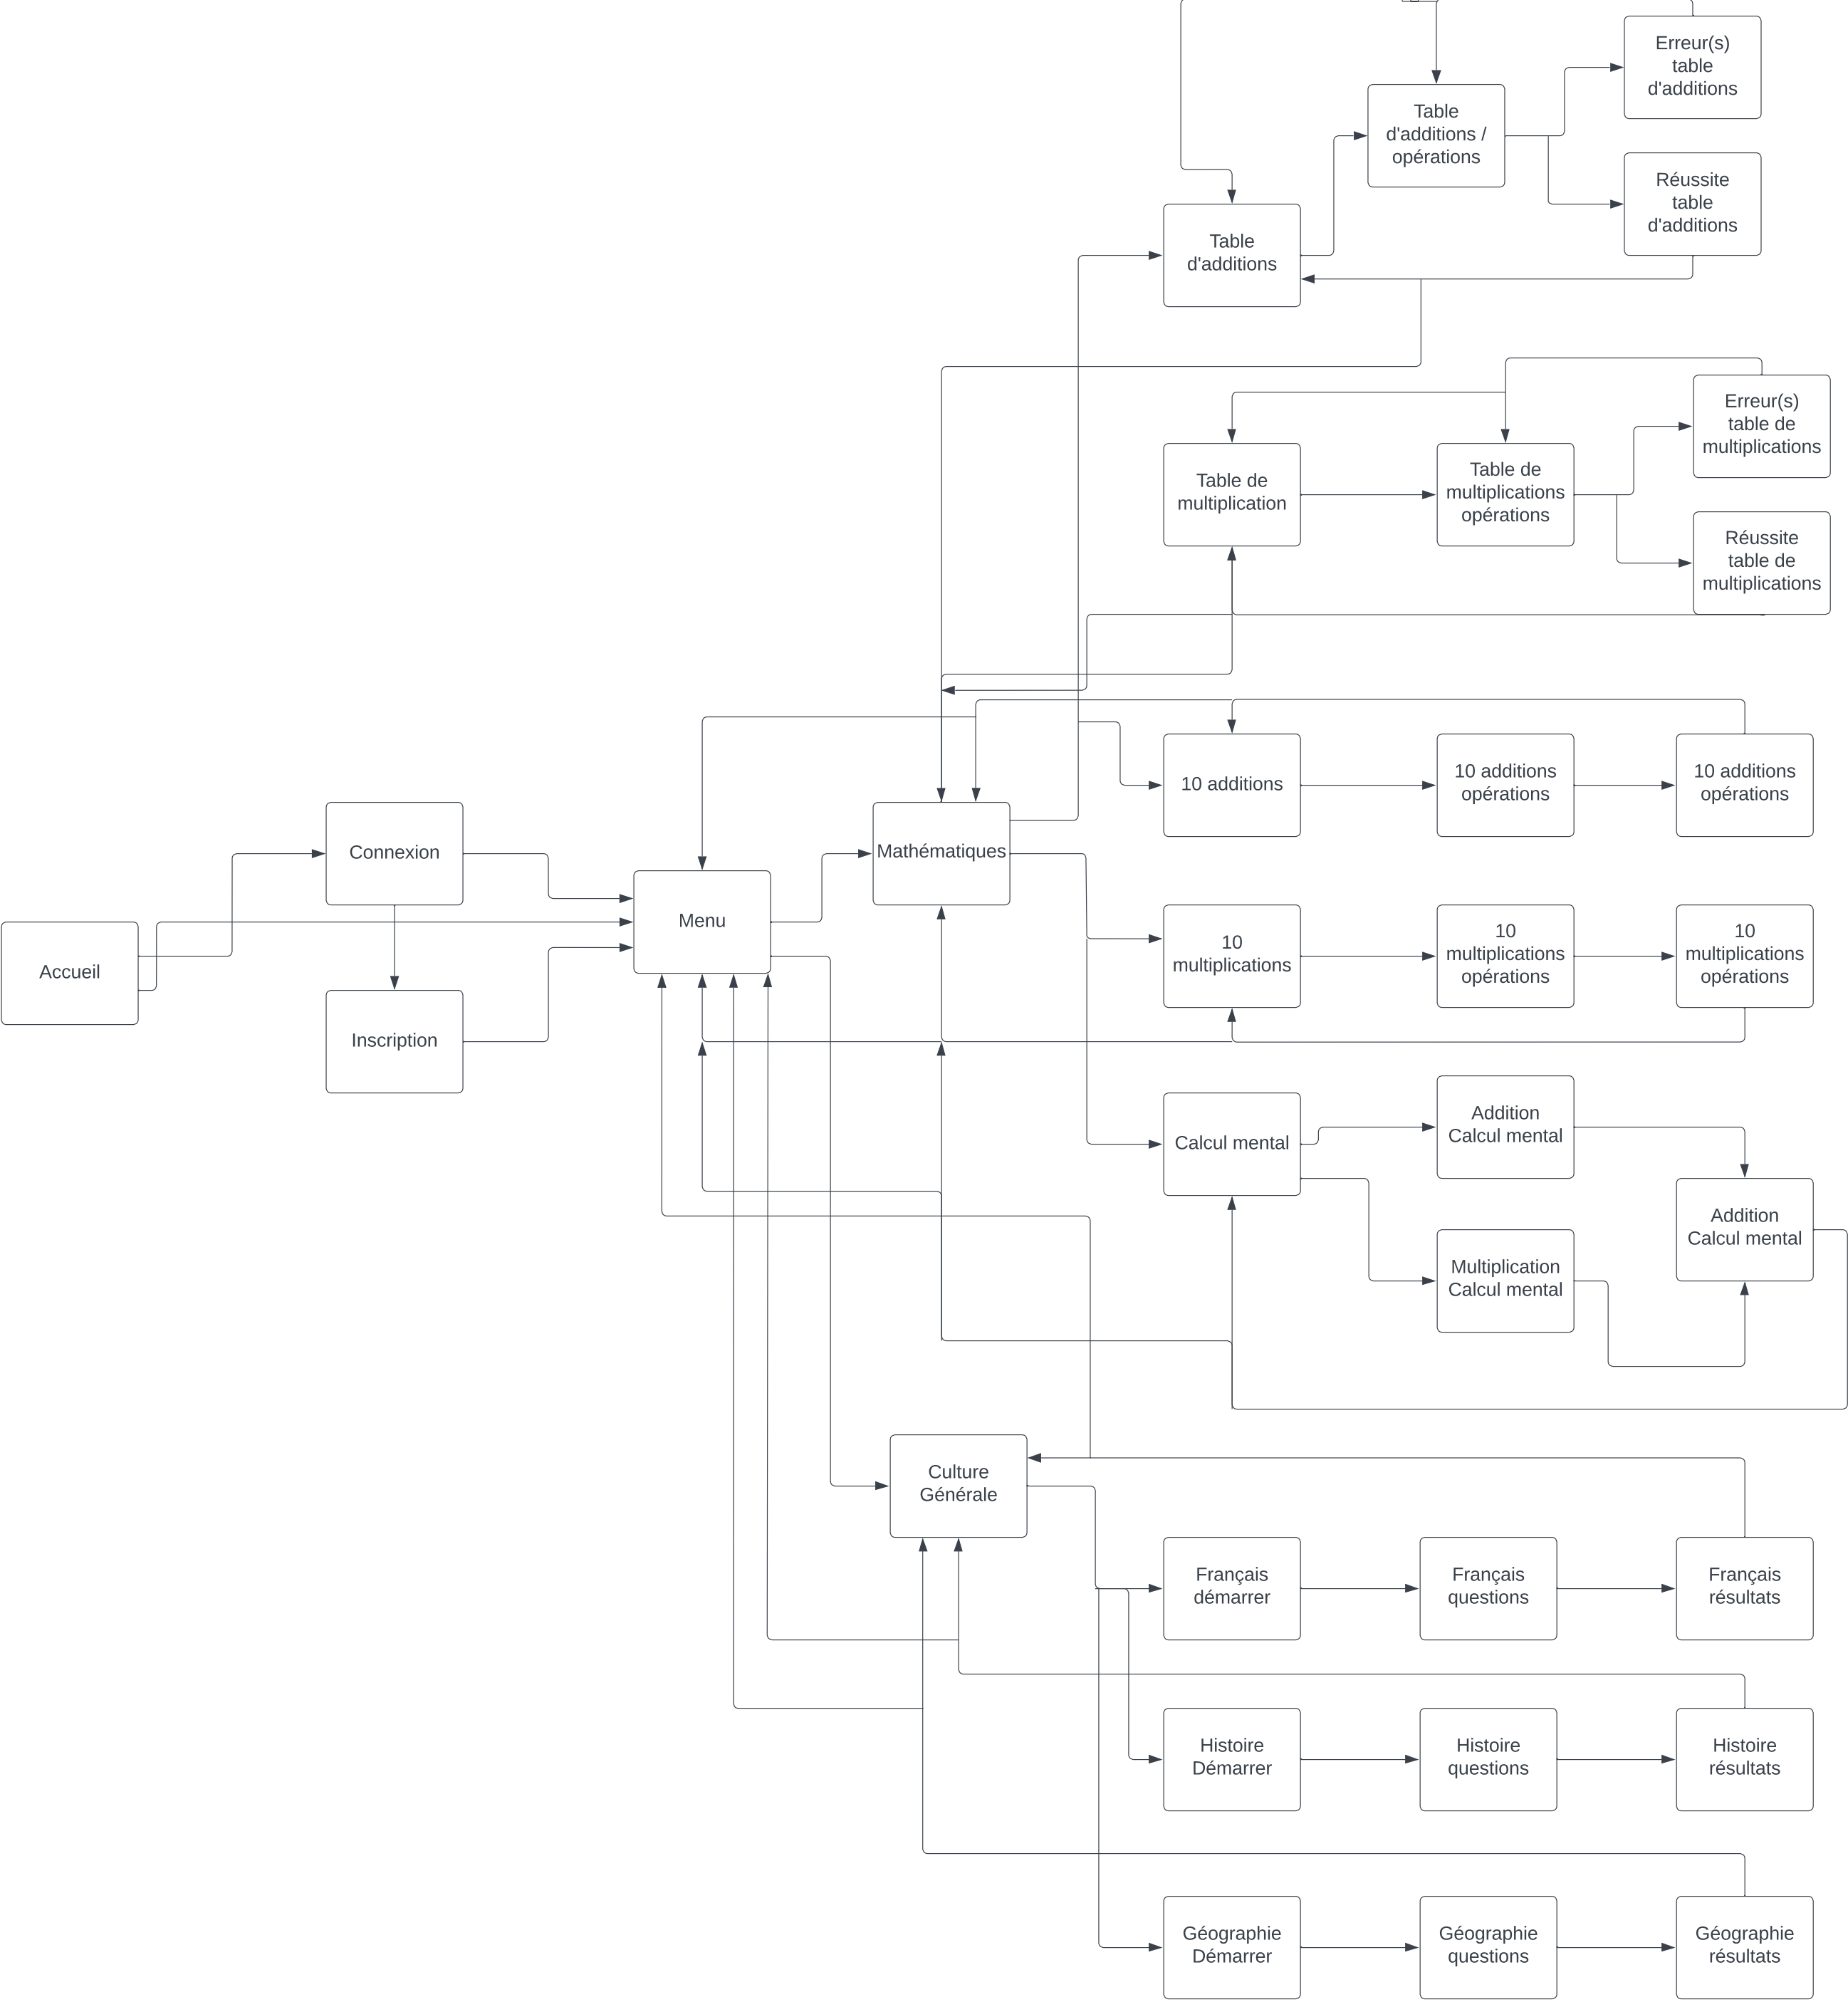 Erreur(s)
table
d'additions
Table
d'additions /
opérations
Réussite
table
d'additions
Table
d'additions
Erreur(s)
table de
multiplications
Table de
multiplication
Table de
multiplications
opérations
Réussite
table de
multiplications
10 additions
10 additions
opérations
10 additions
opérations
Connexion
Mathématiques
Menu
Accueil
Inscription
10
multiplications
10
multiplications
opérations
10
multiplications
opérations
Calcul mental
Addition
Calcul mental
Addition
Calcul mental
Multiplication
Calcul mental
Culture
Générale
Français
démarrer
Français
questions
Français
résultats
Histoire
Démarrer
Histoire
questions
Histoire
résultats
Géographie
Démarrer
Géographie
questions
Géographie
résultats